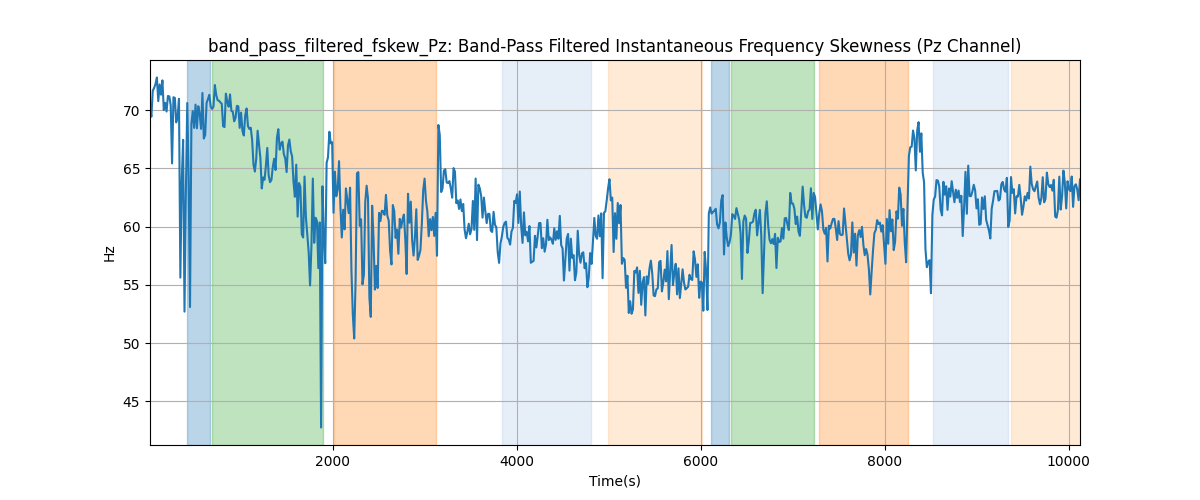 band_pass_filtered_fskew_Pz: Band-Pass Filtered Instantaneous Frequency Skewness (Pz Channel)
70
65
60
55
50
45
Hz
2000 4000 6000 8000 10000
Time(s)